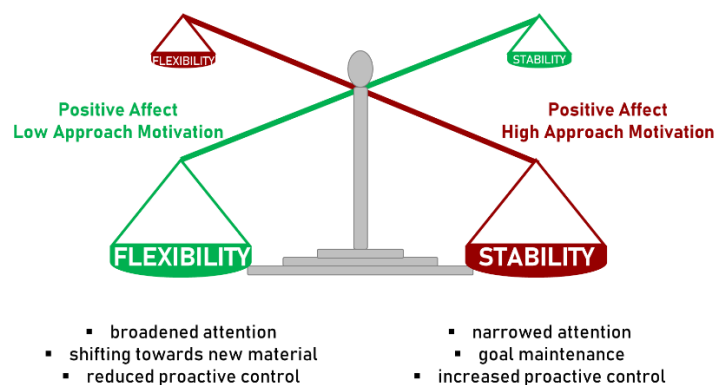 FLEXIBILITY
STABILITY
Positive Affect
Low Approach Motivation
Positive Affect
High Approach Motivation
FLEXIBILITY
STABILITY
▪ broadened attention
▪ shifting towards new material
▪ reduced proactive control
▪ narrowed attention
▪ goal maintenance
▪ increased proactive control